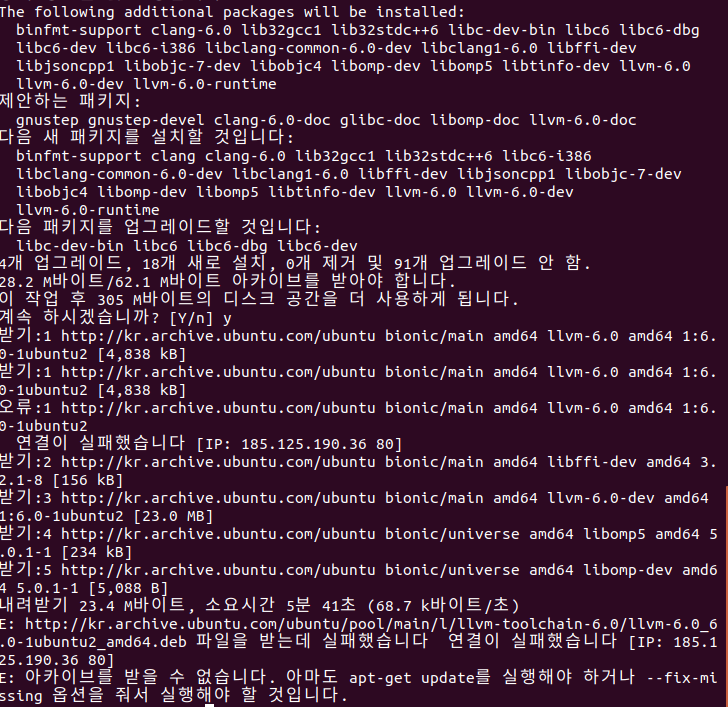 The following additional packages will be installed:
binfmt-support clang-6.0 lib32gcc1 lib32stdc++6 libc-dev-bin libc6 libc6-dbg
libc6-dev libc6-i386 libclang-common-6.0-dev libclang1-6.0 libffi-dev
libjsoncpp1 libobjc-7-dev libobjc4 libomp-dev libomp5 libtinfo-dev llvm-6.0
llvm-6.0-dev llvm-6.0-runtime
제안하는 패키지:
gnustep gnustep-devel clang-6.0-doc glibc-doc libomp-doc llvm-6.0-doc
다음 새 패키지를 설치할 것입니다:
binfmt-support clang clang-6.0 lib32gcc1 lib32stdc++6 libc6-i386
libclang-common-6.0-dev libclang1-6.0 libffi-dev libjsoncpp1 libobjc-7-dev
libobjc4 libomp-dev libomp5 libtinfo-dev llvm-6.0 llvm-6.0-dev
llvm-6.0-runtime
다음 패키지를 업그레이드할 것입니다:
libc-dev-bin libc6 libc6-dbg libc6-dev
4개 업그레이드, 18개 새로 설치, 0개 제거 및 91개 업그레이드 안 함.
28.2 M바이트/62.1 M바이트 아카이브를 받아야 합니다.
이 작업 후 305 M바이트의 디스크 공간을 더 사용하게 됩니다.
계속 하시겠습니까? [Y/n] y
받기:1 http://kr.archive.ubuntu.com/ubuntu bionic/main amd64 llvm-6.0 amd64 1:6.
0-1ubuntu2 [4,838 kB]
받기:1 http://kr.archive.ubuntu.com/ubuntu bionic/main amd64 llvm-6.0 amd64 1:6.
0-1ubuntu2 [4,838 kB]
오류:1 http://kr.archive.ubuntu.com/ubuntu bionic/main amd64 llvm-6.0 amd64 1:6.
0-1ubuntu2
연결이 실패했습니다 [IP: 185.125.190.36 80]
받기:2 http://kr.archive.ubuntu.com/ubuntu bionic/main amd64 libffi-dev amd64 3.
2.1-8 [156 kB]
받기:3 http://kr.archive.ubuntu.com/ubuntu bionic/main amd64 llvm-6.0-dev amd64
1:6.0-1ubuntu2 [23.0 MB]
받기:4 http://kr.archive.ubuntu.com/ubuntu bionic/universe amd64 libomp5 amd64 5
.0.1-1 [234 kB]
받기:5 http://kr.archive.ubuntu.com/ubuntu bionic/universe amd64 libomp-dev amd6
4 5.0.1-1 [5,088 B]
내려받기 23.4 M바이트, 소요시간 5분 41초 (68.7 k바이트/초)
E: http://kr.archive.ubuntu.com/ubuntu/pool/main/l/llvm-toolchain-6.0/llvm-6.0_6
.0-1ubuntu2_amd64.deb 파일을 받는데 실패했습니다  연결이 실패했습니다 [IP: 185.1
25.190.36 80]
E: 아카이브를 받을 수 없습니다. 아마도 apt-get update를 실행해야 하거나 --fix-mi
ssing 옵션을 줘서 실행해야 할 것입니다.